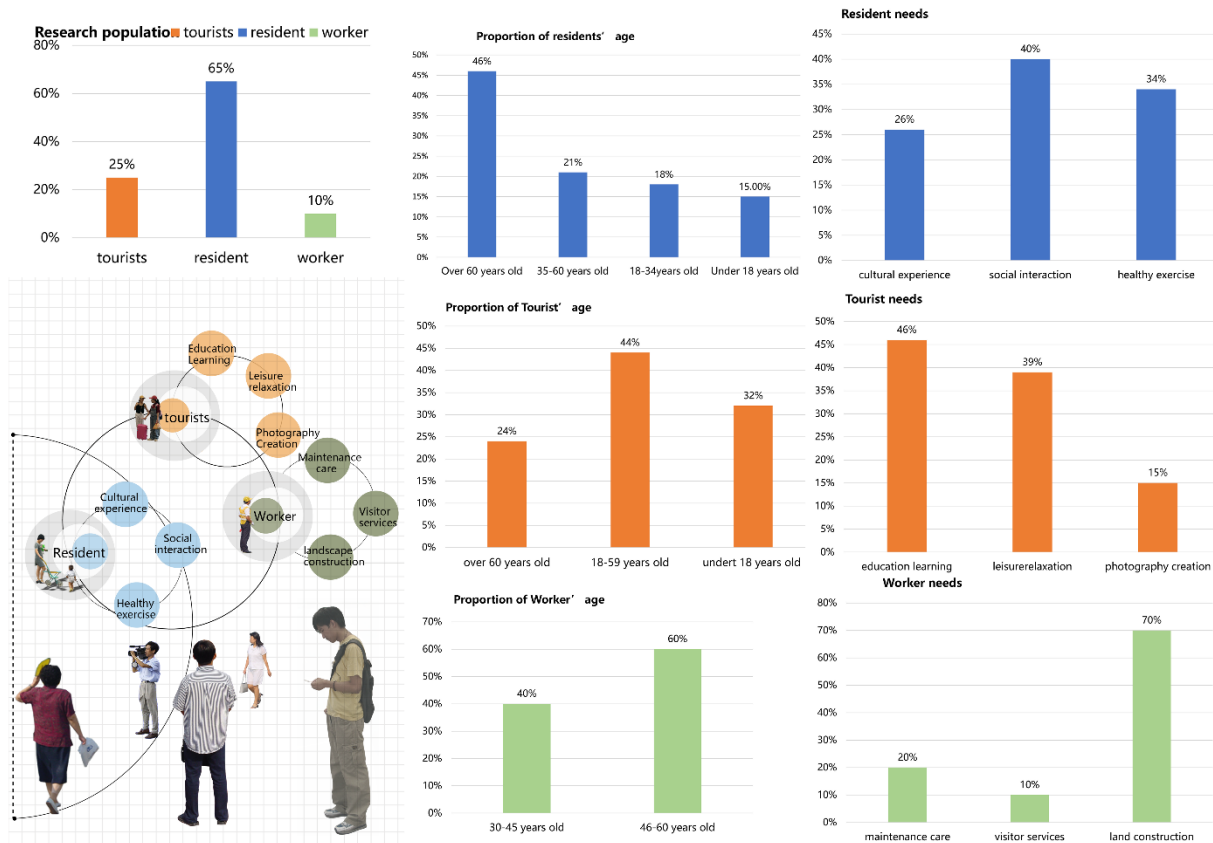 Research population tourists resident worker
80%
60%
40%
20%
0%
25%
65%
10%
tourists resident worker
Proportion of residents' age
50%
45%
40%
35%
30%
25%
20%
15%
10%
5%
0%
46%
21%
18%
15.00%
Over 60 years old 35-60 years old 18-34years old Under 18 years old
Resident needs
45%
40%
35%
30%
25%
20%
15%
10%
5%
0%
26%
40%
34%
cultural experience social interaction healthy exercise
Education
Learning
Leisure
relaxation
tourists
Photography
Creation
Maintenance
care
Cultural
experience
Worker
Visitor
services
Social
interaction
Resident
landscape
construction
Healthy
exercise
Proportion of Tourist' age
50%
45%
40%
35%
30%
25%
20%
15%
10%
5%
0%
24%
44%
32%
over 60 years old 18-59 years old undert 18 years old
Tourist needs
50%
45%
40%
35%
30%
25%
20%
15%
10%
5%
0%
46%
39%
15%
education learning leisurerelaxation photography creation
Proportion of Worker' age
70%
60%
50%
40%
30%
20%
10%
0%
40%
60%
30-45 years old 46-60 years old
Worker needs
80%
70%
60%
50%
40%
30%
20%
10%
0%
20%
10%
70%
maintenance care visitor services land construction